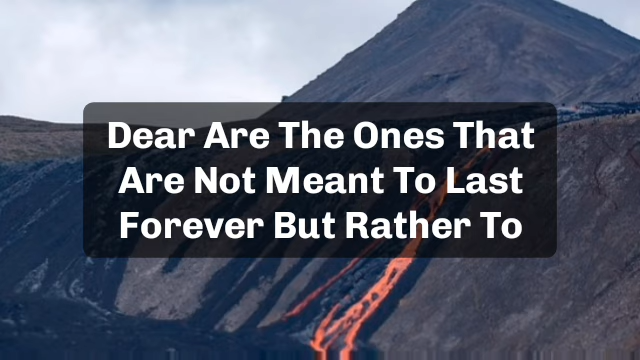 Dear Are The Ones That
Are Not Meant To Last
Forever But Rather To